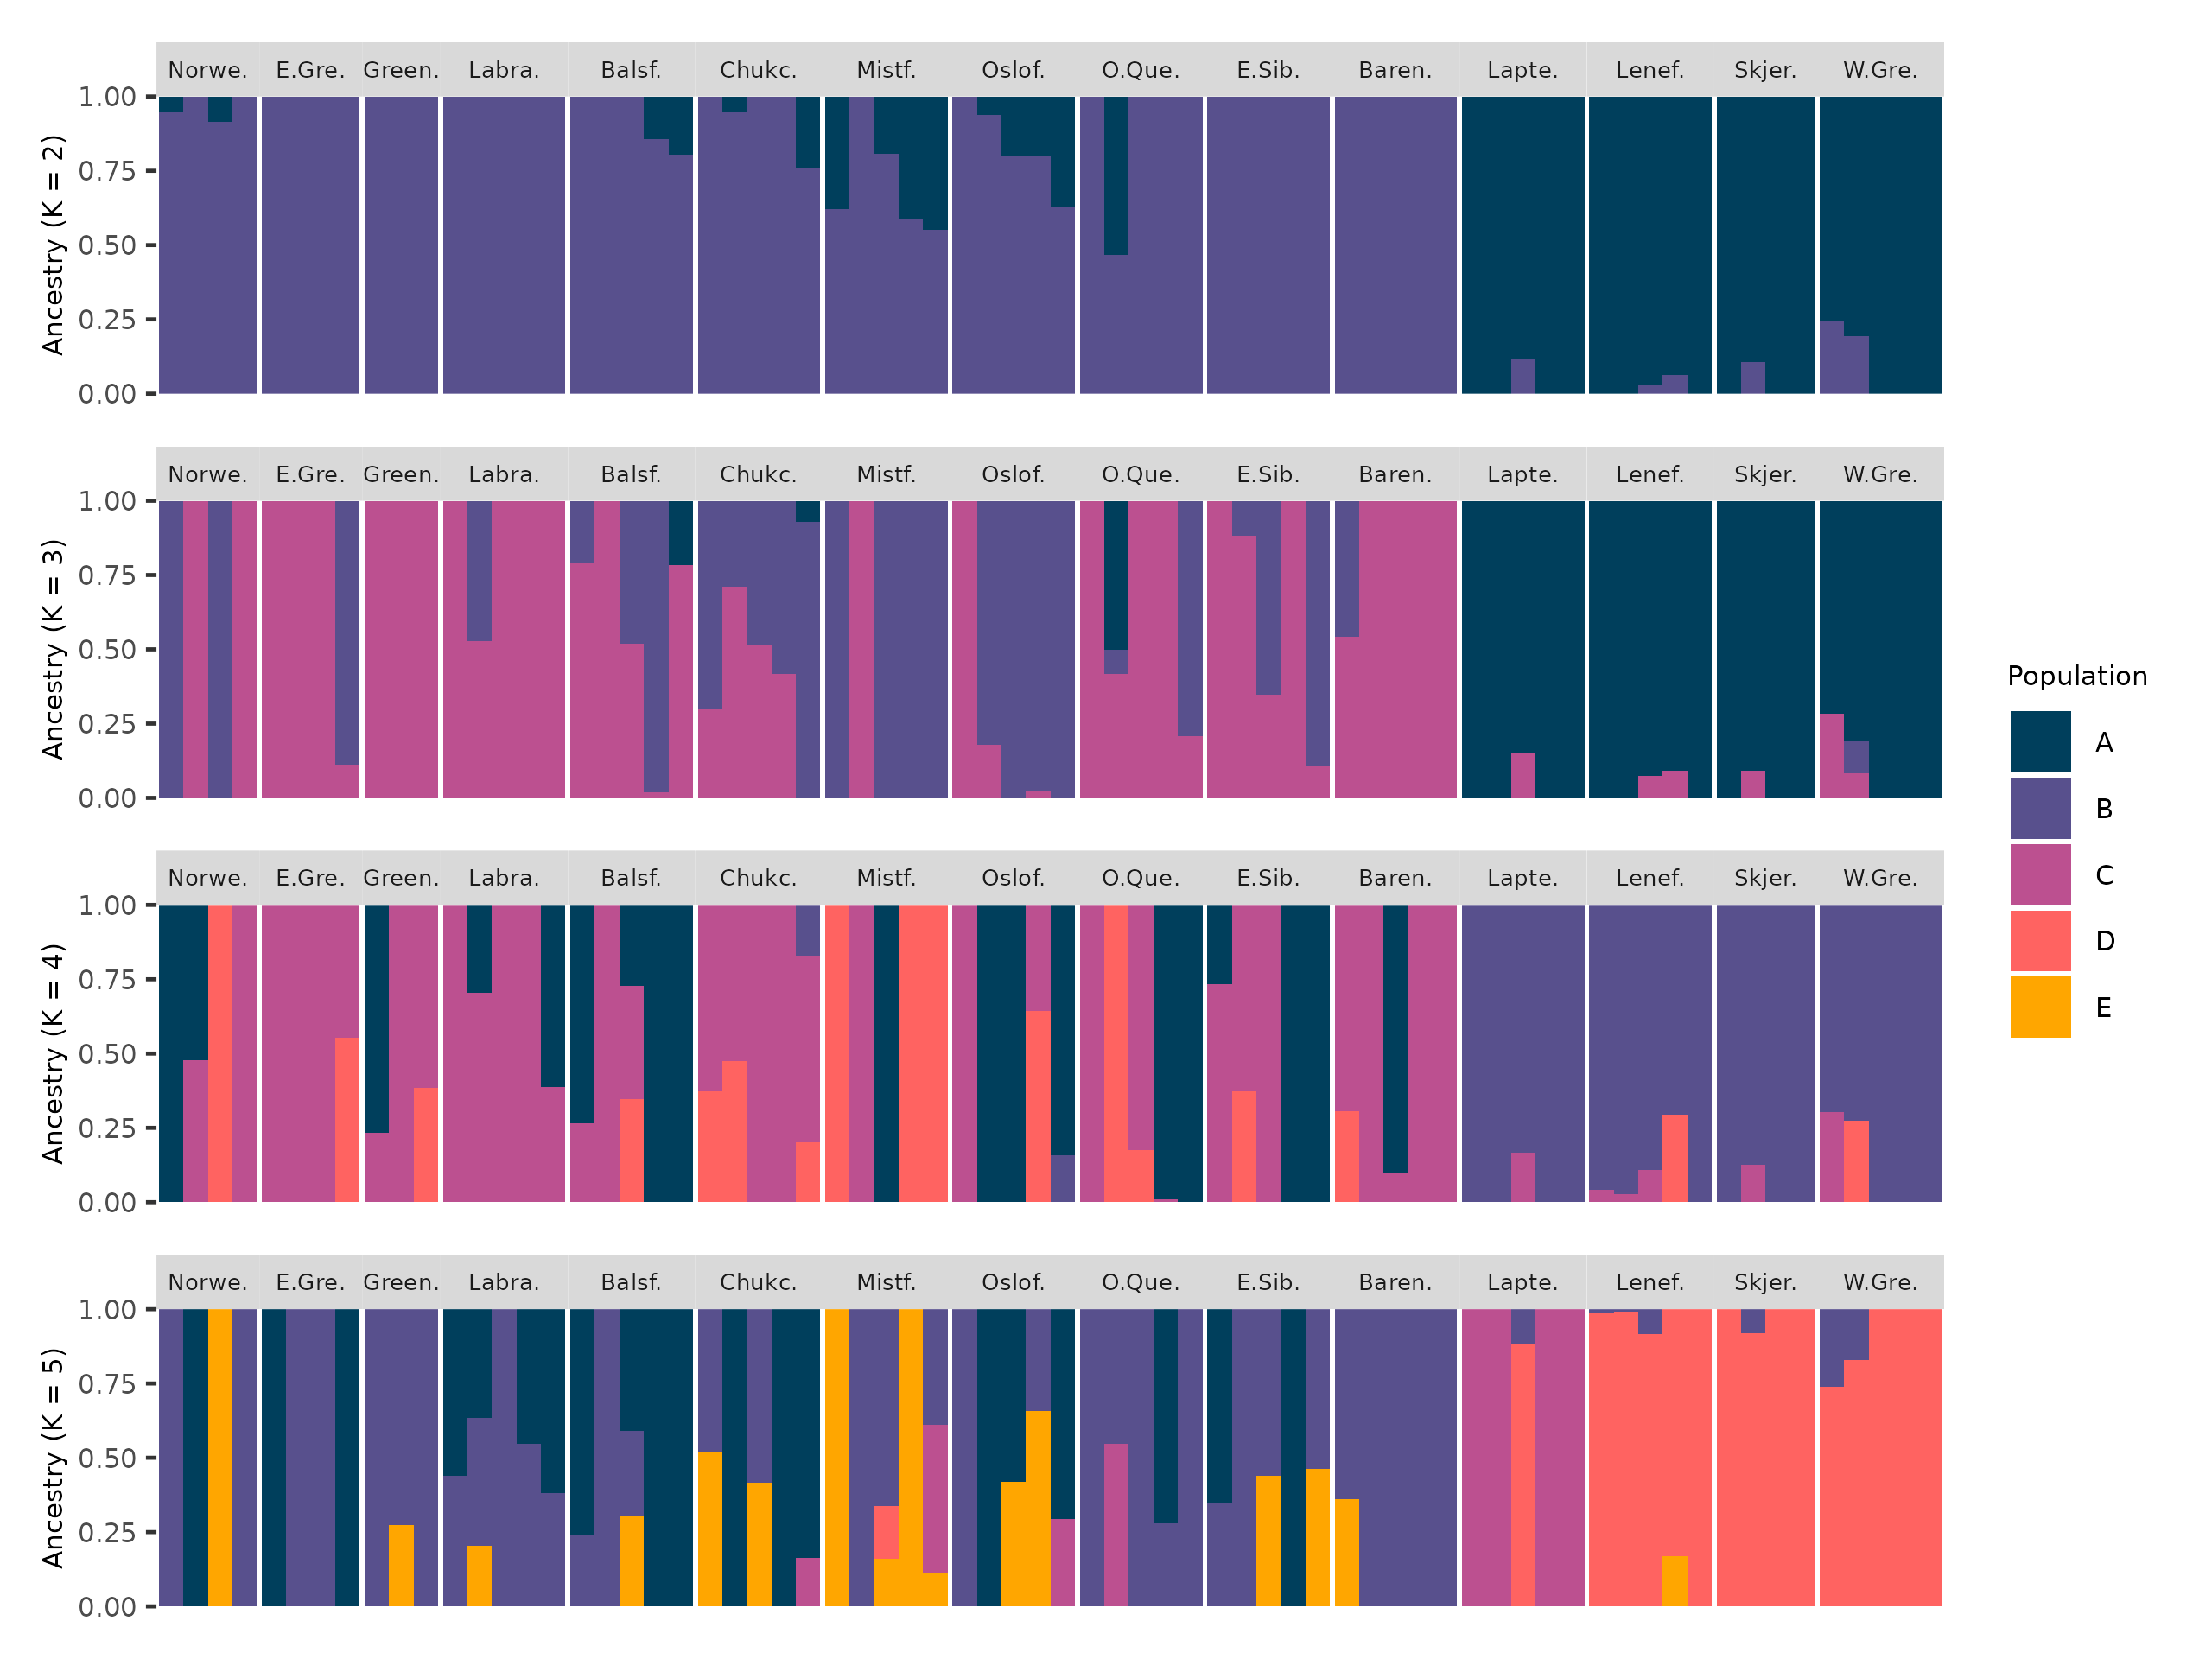 Norwe. E.Gre. Green. Labra. Balsf. Chukc. Mistf. Oslof. O.Que. E.Sib. Baren. Lapte. Lenef. Skjer. W.Gre.
1.00
0.75
0.50
0.25
0.00
Ancestry (K = 2)
Norwe. E.Gre. Green. Labra. Balsf. Chukc. Mistf. Oslof. O.Que. E.Sib. Baren. Lapte. Lenef. Skjer. W.Gre.
1.00
0.75
0.50
0.25
0.00
Ancestry (K = 3)
Norwe. E.Gre. Green. Labra. Balsf. Chukc. Mistf. Oslof. O.Que. E.Sib. Baren. Lapte. Lenef. Skjer. W.Gre.
1.00
0.75
0.50
0.25
0.00
Ancestry (K = 4)
Norwe. E.Gre. Green. Labra. Balsf. Chukc. Mistf. Oslof. O.Que. E.Sib. Baren. Lapte. Lenef. Skjer. W.Gre.
1.00
0.75
0.50
0.25
0.00
Ancestry (K = 5)
Population
A
B
C
D
E